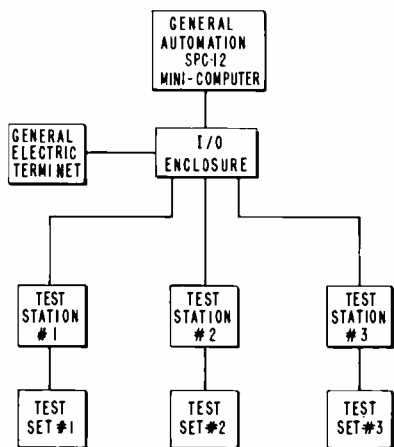 GENERAL
AUTOMATION
SPC-12
MINI-COMPUTER
GENERAL
ELECTRIC
TERMINET
I/O
ENCLOSURE
TEST
STATION
#1
TEST
STATION
#2
TEST
STATION
#3
TEST
SET#1
TEST
SET#2
TEST
SET#3